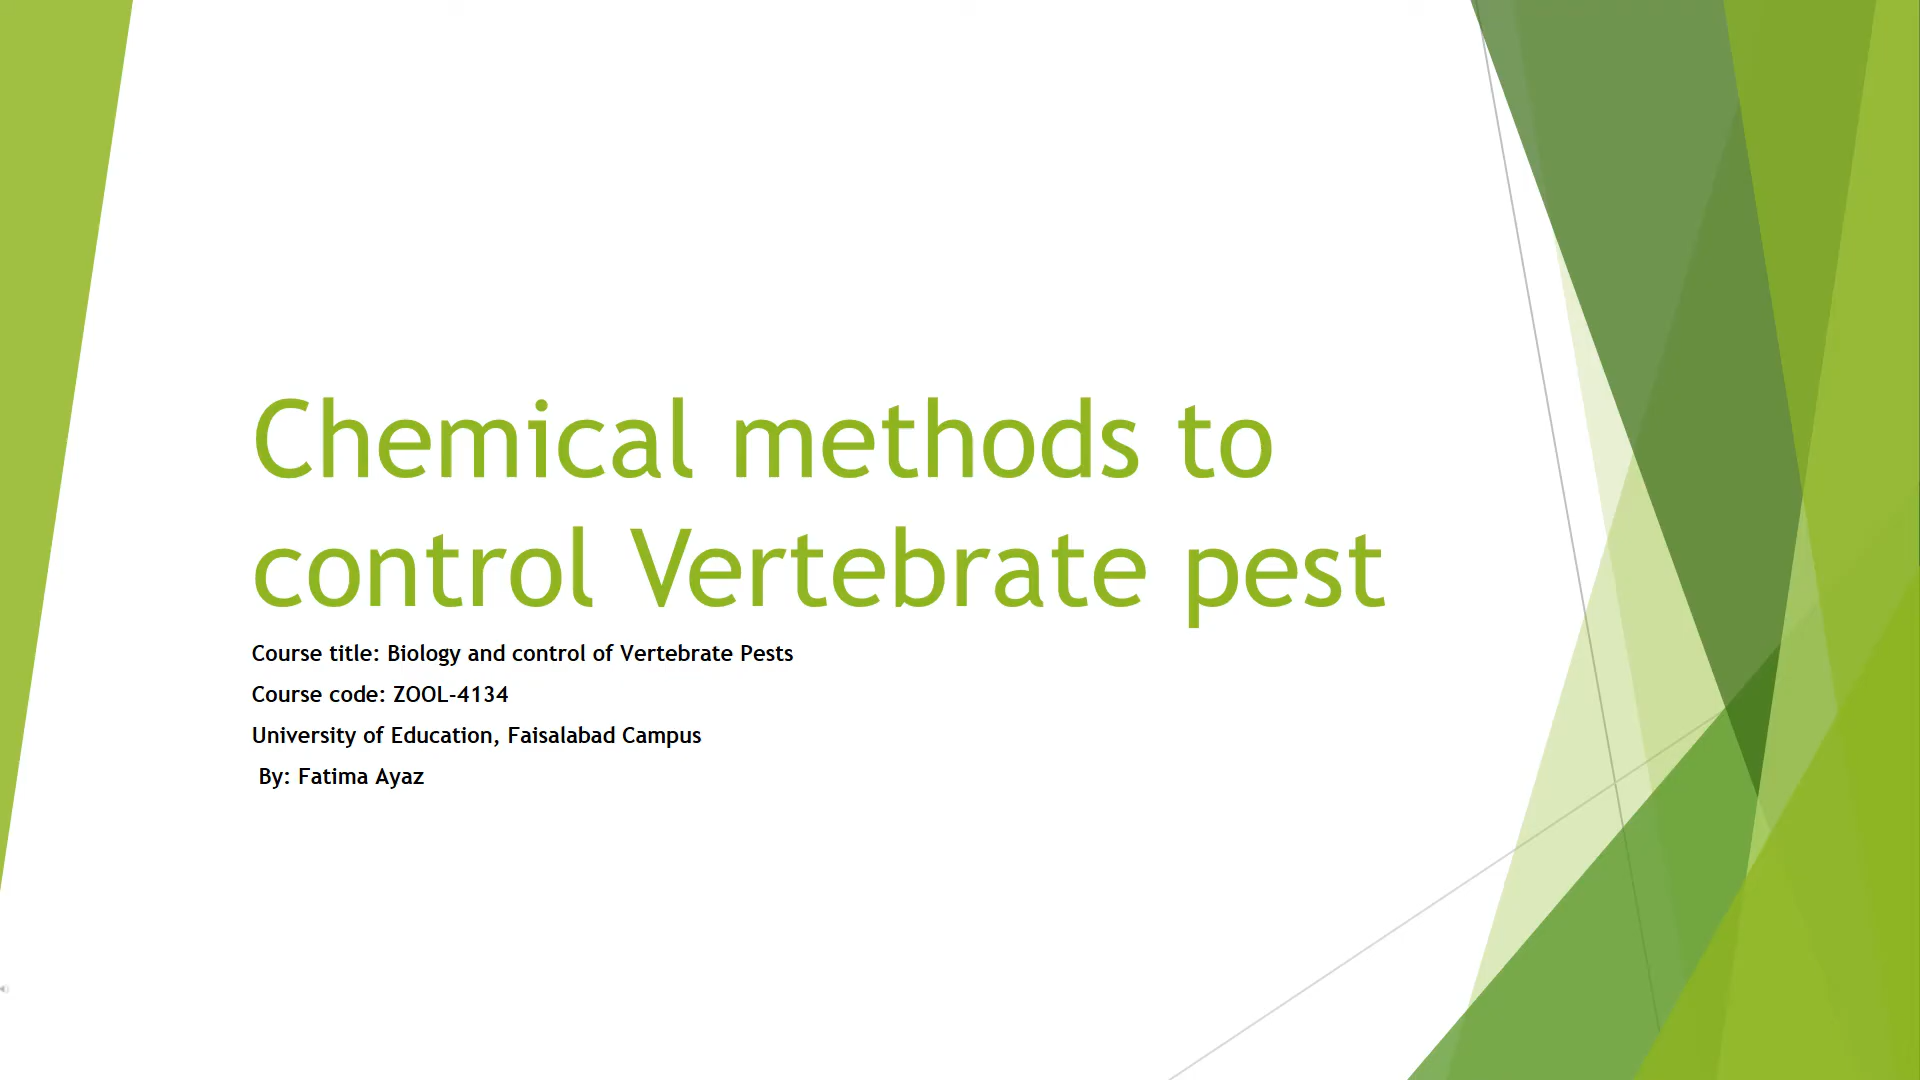 Chemical methods to
control Vertebrate pest
Course title: Biology and control of Vertebrate Pests
Course code: ZOOL-4134
University of Education, Faisalabad Campus
By: Fatima Ayaz